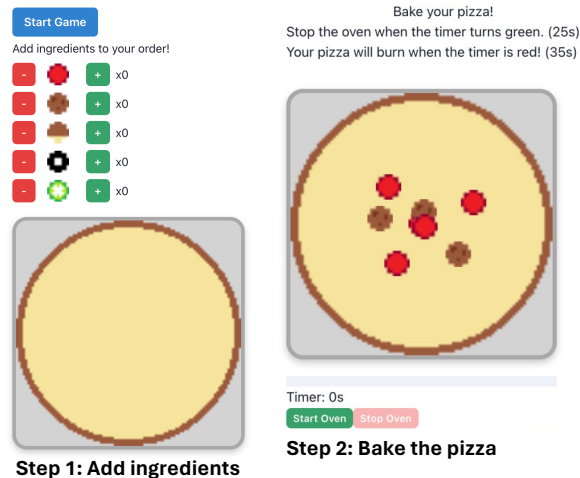 Start Game
Add ingredients to your order!
- + x0
- + x0
- + x0
- + x0
- + x0
Step 1: Add ingredients
Bake your pizza!
Stop the oven when the timer turns green. (25s)
Your pizza will burn when the timer is red! (35s)
Timer: 0s
Start Oven Stop Oven
Step 2: Bake the pizza